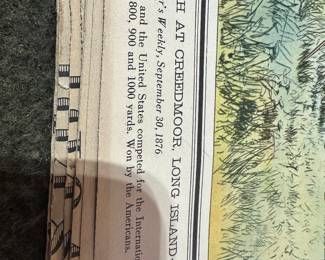 H AT CREEDMOOR, LONG ISLAND
r's Weekly, September 30, 1876
and the United States competed for the Internatio
800, 900 and 1000 yards. Won by the Americans.